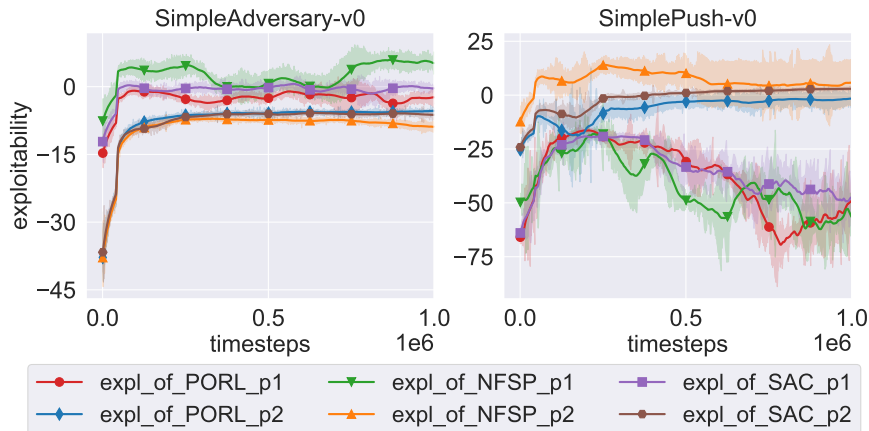 SimpleAdversary-v0
SimplePush-v0
exploitability
0
−15
−30
−45
0.0
0.5
1.0
timesteps
1e6
25
0
−25
−50
−75
0.0
0.5
1.0
timesteps
1e6
expl_of_PORL_p1
expl_of_NFSP_p1
expl_of_SAC_p1
expl_of_PORL_p2
expl_of_NFSP_p2
expl_of_SAC_p2